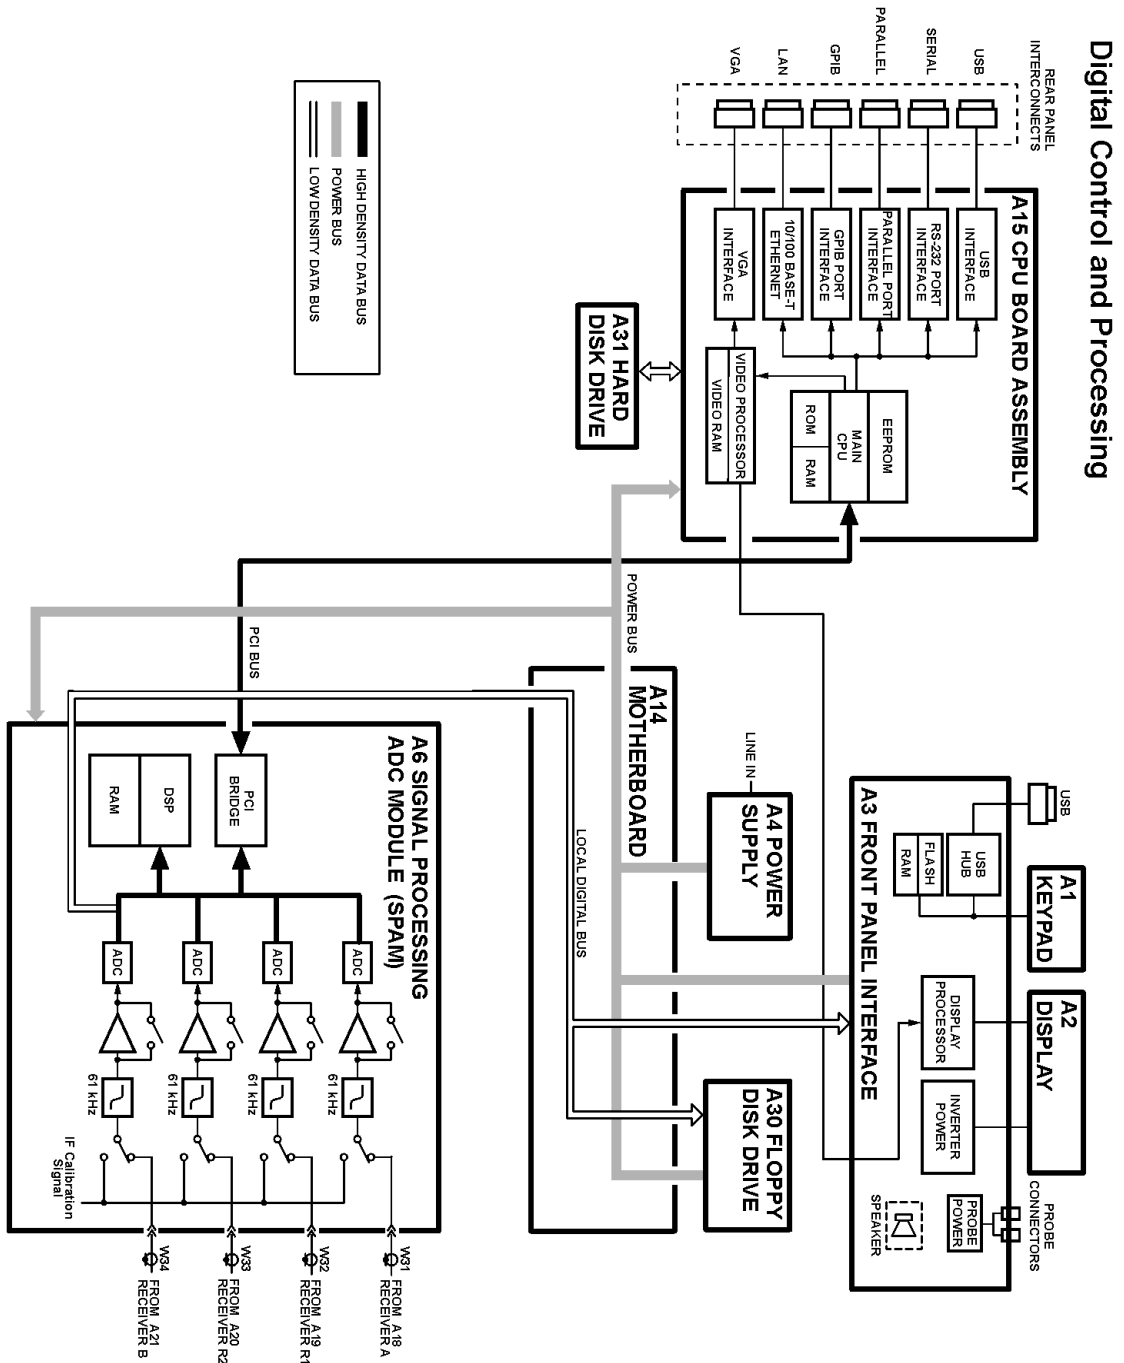 Digital Control and Processing
REAR PANEL
INTERCONNECTS
USB
SERIAL
PARALLEL
GPIB
LAN
VGA
A15 CPU BOARD ASSEMBLY
USB
INTERFACE
RS-232 PORT
INTERFACE
PARALLEL PORT
INTERFACE
GPIB PORT
INTERFACE
10/100 BASE-T
ETHERNET
VGA
INTERFACE
EEPROM
MAIN
CPU
ROM
RAM
VIDEO PROCESSOR
VIDEO RAM
A31 HARD
DISK DRIVE
HIGH DENSITY DATA BUS
POWER BUS
LOW DENSITY DATA BUS
POWER BUS
PCI BUS
A14
MOTHERBOARD
LOCAL DIGITAL BUS
LINE IN
A4 POWER
SUPPLY
A30 FLOPPY
DISK DRIVE
A3 FRONT PANEL INTERFACE
USB
USB
HUB
FLASH
RAM
A1
KEYPAD
A2
DISPLAY
DISPLAY
PROCESSOR
INVERTER
POWER
PROBE
POWER
PROBE
CONNECTORS
SPEAKER
A6 SIGNAL PROCESSING
ADC MODULE (SPAM)
PCI
BRIDGE
DSP
RAM
ADC
ADC
ADC
ADC
61 kHz
61 kHz
61 kHz
61 kHz
IF Calibration
Signal
W31
FROM A18
RECEIVER A
W32
FROM A19
RECEIVER R1
W33
FROM A20
RECEIVER R2
W34
FROM A21
RECEIVER B